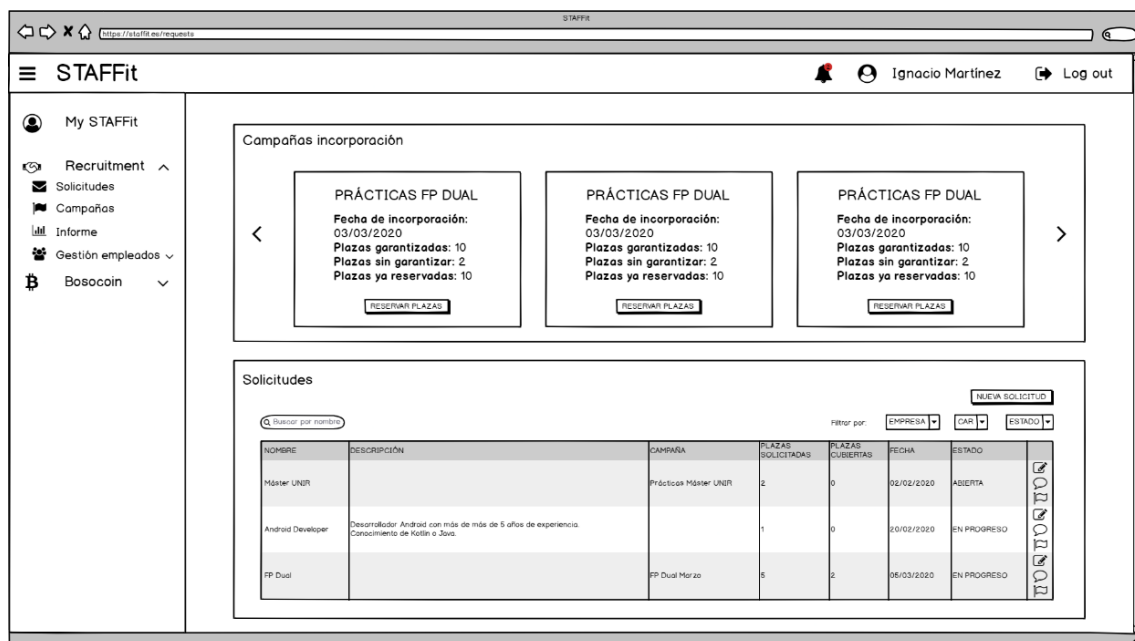 STAFFit
https://staffit.es/requests
STAFFit
Ignacio Martínez
Log out
My STAFFit
Recruitment
Solicitudes
Campañas
Informe
Gestión empleados
Bosocoin
Campañas incorporación
PRÁCTICAS FP DUAL
Fecha de incorporación:
03/03/2020
Plazas garantizadas: 10
Plazas sin garantizar: 2
Plazas ya reservadas: 10
RESERVAR PLAZAS
PRÁCTICAS FP DUAL
Fecha de incorporación:
03/03/2020
Plazas garantizadas: 10
Plazas sin garantizar: 2
Plazas ya reservadas: 10
RESERVAR PLAZAS
PRÁCTICAS FP DUAL
Fecha de incorporación:
03/03/2020
Plazas garantizadas: 10
Plazas sin garantizar: 2
Plazas ya reservadas: 10
RESERVAR PLAZAS
Solicitudes
NUEVA SOLICITUD
Buscar por nombre
Filtrar por:
EMPRESA
CAR
ESTADO
NOMBRE
DESCRIPCIÓN
CAMPAÑA
PLAZAS
SOLICITADAS
PLAZAS
CUBIERTAS
FECHA
ESTADO
Máster UNIR
Prácticas Máster UNIR
2
0
02/02/2020
ABIERTA
Android Developer
Desarrollador Android con más de más de 5 años de experiencia.
Conocimiento de Kotlin o Java.
1
0
20/02/2020
EN PROGRESO
FP Dual
FP Dual Marzo
5
2
05/03/2020
EN PROGRESO